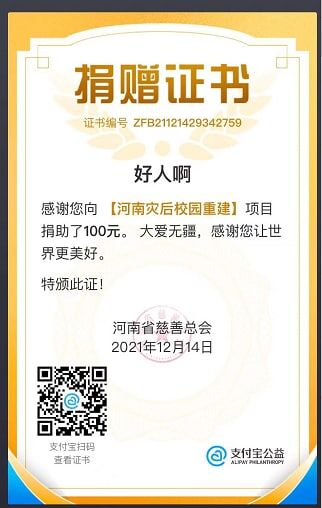 捐赠证书
证书编号 ZFB21121429342759
好人啊
感谢您向 【河南灾后校园重建】项目
捐助了100元。 大爱无疆，感谢您让世
界更美好。
特颁此证！
河南省慈善总会
2021年12月14日
支付宝扫码
查看证书
支付宝公益
ALIPAY PHILANTHROPY